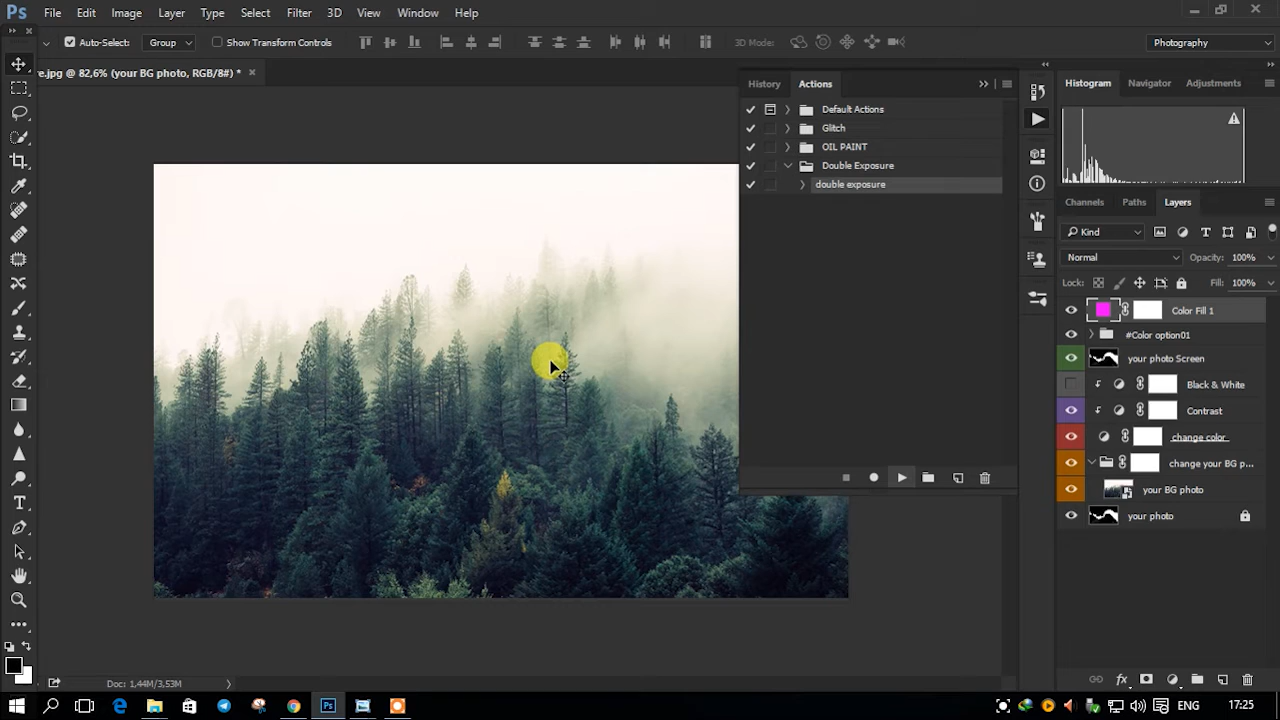 Ps File Edit Image Layer Type Select Filter 3D View Window Help
Auto-Select: Group Show Transform Controls 3D Mode: Photography
re.jpg @ 82,6% (your BG photo, RGB/8#) *
History Actions
Default Actions
Glitch
OIL PAINT
Double Exposure
double exposure
Histogram Navigator Adjustments
Channels Paths Layers
Kind
Normal Opacity: 100%
Lock: Fill: 100%
Color Fill 1
#Color option01
your photo Screen
Black & White
Contrast
change color
change your BG p...
your BG photo
your photo
Doc: 1,44M/3,53M
Ps ENG 17:25